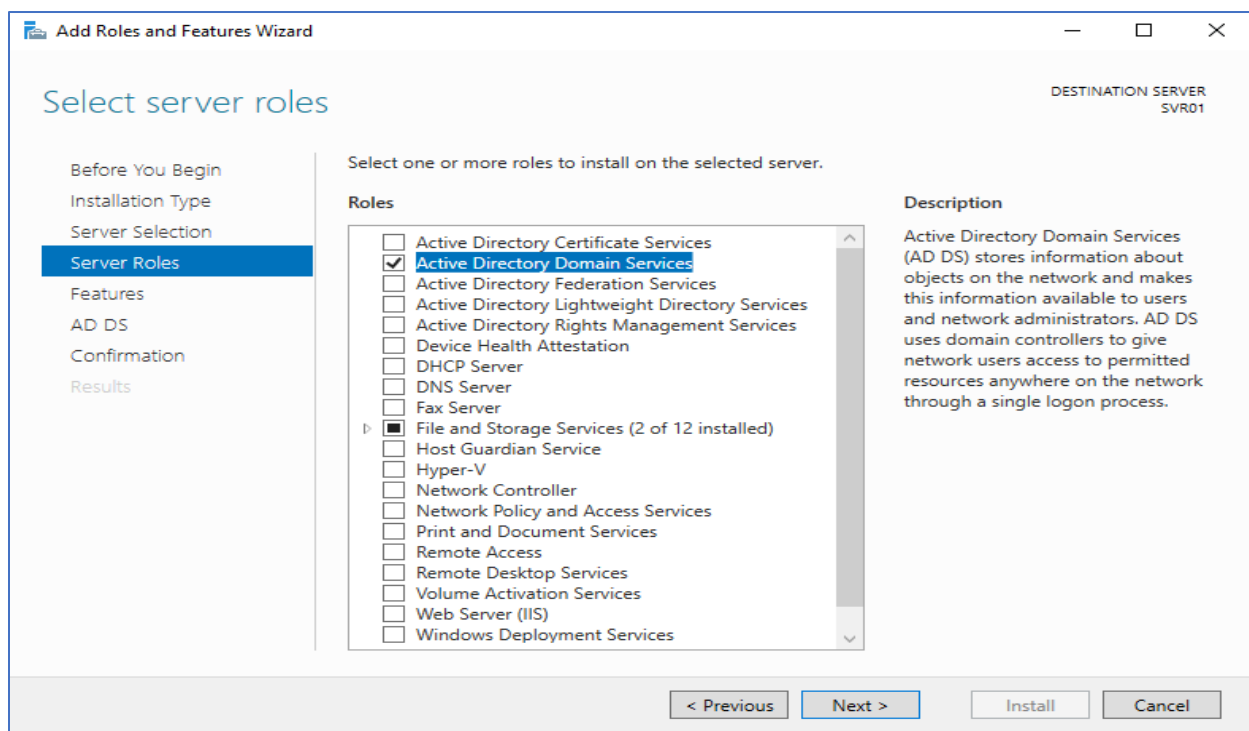 Add Roles and Features Wizard
Select server roles
DESTINATION SERVER
SVR01
Before You Begin
Installation Type
Server Selection
Server Roles
Features
AD DS
Confirmation
Results
Select one or more roles to install on the selected server.
Roles
Active Directory Certificate Services
Active Directory Domain Services
Active Directory Federation Services
Active Directory Lightweight Directory Services
Active Directory Rights Management Services
Device Health Attestation
DHCP Server
DNS Server
Fax Server
File and Storage Services (2 of 12 installed)
Host Guardian Service
Hyper-V
Network Controller
Network Policy and Access Services
Print and Document Services
Remote Access
Remote Desktop Services
Volume Activation Services
Web Server (IIS)
Windows Deployment Services
Description
Active Directory Domain Services
(AD DS) stores information about
objects on the network and makes
this information available to users
and network administrators. AD DS
uses domain controllers to give
network users access to permitted
resources anywhere on the network
through a single logon process.
< Previous
Next >
Install
Cancel